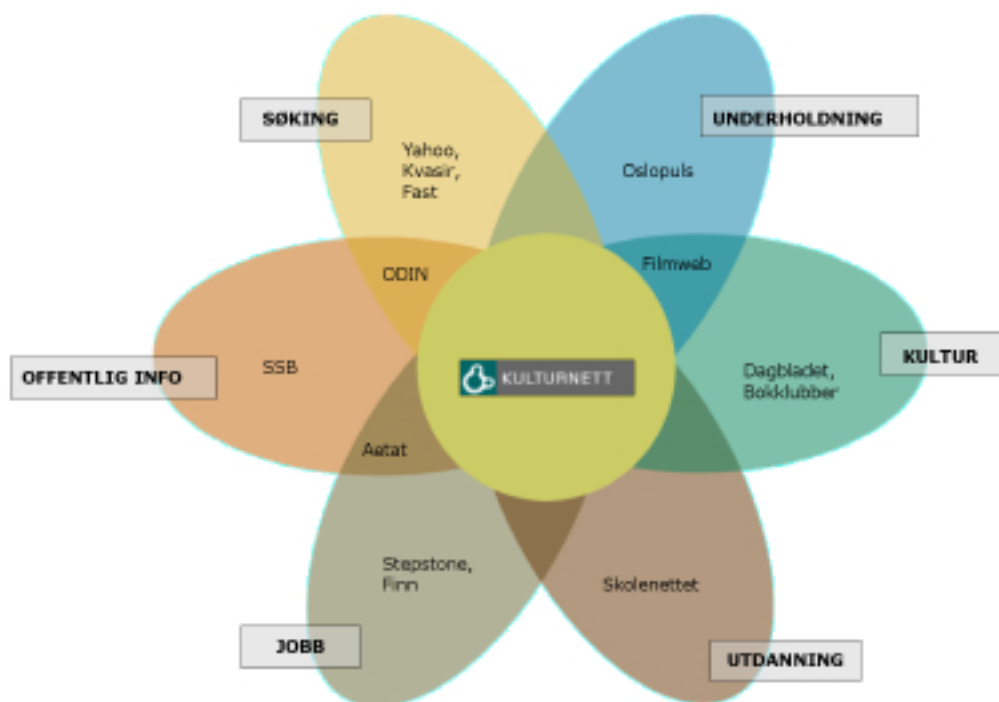 SØKING
UNDERHOLDNING
Yahoo,
Kvasir,
Fast
Oslopuls
ODIN
Filmweb
OFFENTLIG INFO
SSB
KULTURNETT
Dagbladet,
Bokklubber
KULTUR
Aetat
Stepstone,
Finn
Skolenettet
JOBB
UTDANNING